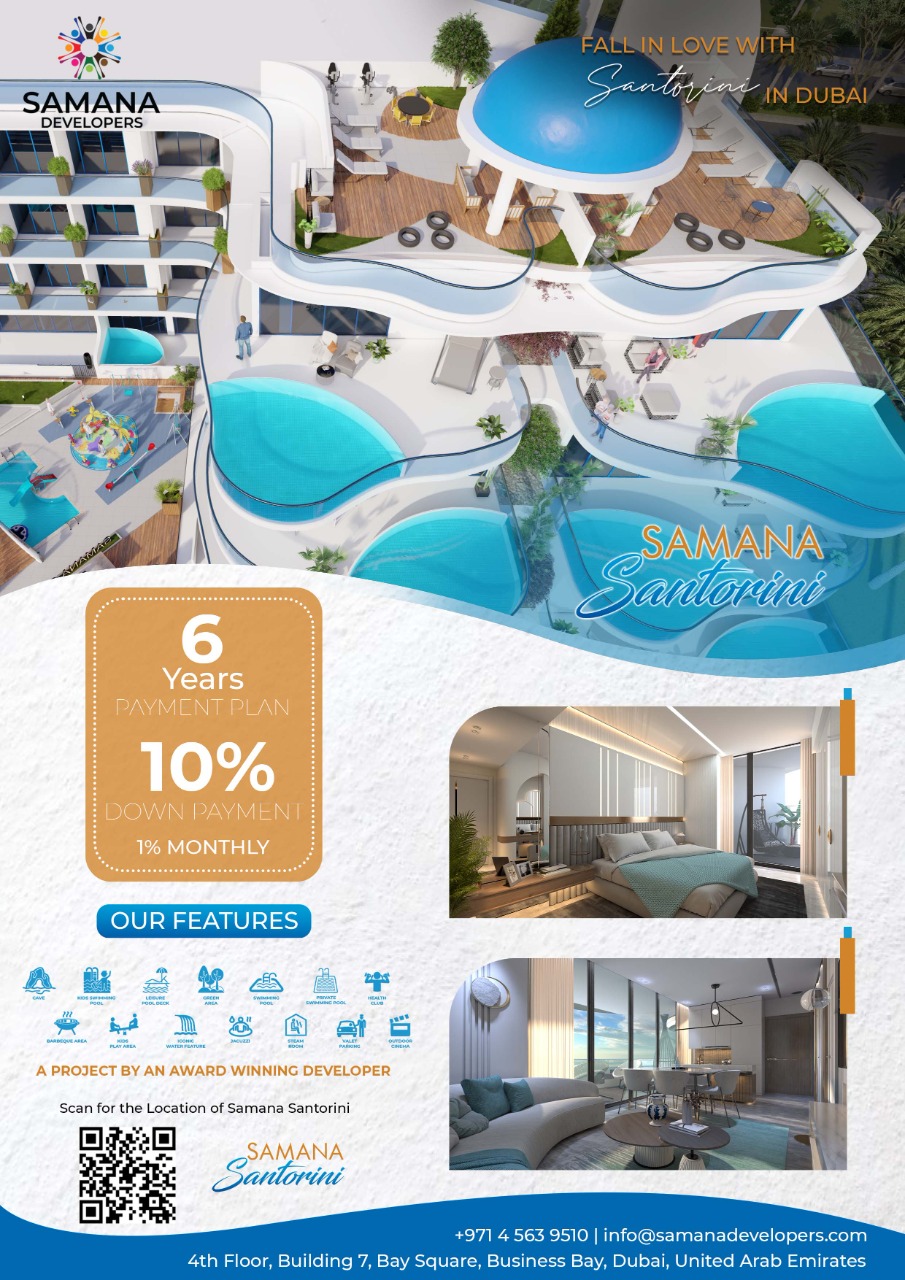 SAMANA
DEVELOPERS
FALL IN LOVE WITH
Santorini IN DUBAI
SAMANA
Santorini
6
Years
PAYMENT PLAN
10%
DOWN PAYMENT
1% MONTHLY
OUR FEATURES
CAVE
KIDS SWIMMING POOL
LEISURE POOL DECK
GREEN AREA
SWIMMING POOL
PRIVATE SWIMMING POOL
HEALTH CLUB
BARBEQUE AREA
KIDS PLAY AREA
ICONIC WATER FEATURE
JACUZZI
STEAM ROOM
VALET PARKING
OUTDOOR CINEMA
A PROJECT BY AN AWARD WINNING DEVELOPER
Scan for the Location of Samana Santorini
SAMANA
Santorini
+971 4 563 9510 | info@samanadevelopers.com
4th Floor, Building 7, Bay Square, Business Bay, Dubai, United Arab Emirates